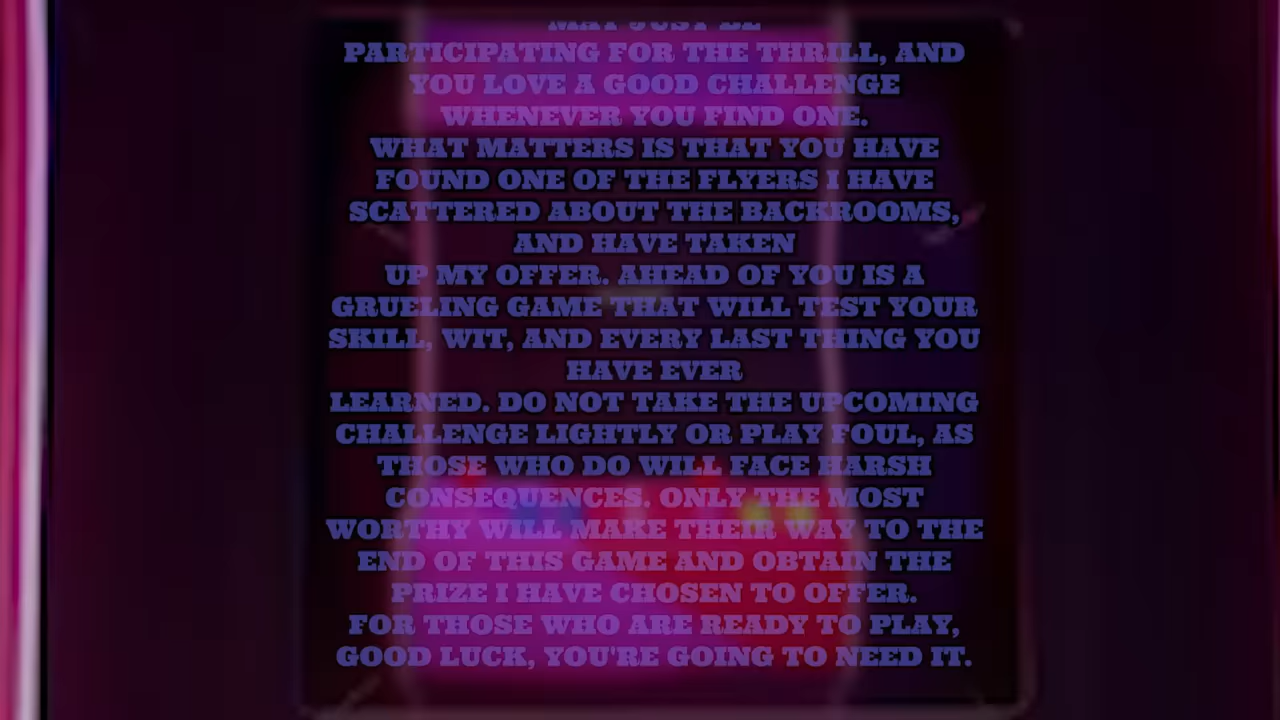 MAY JUST BE
PARTICIPATING FOR THE THRILL, AND
YOU LOVE A GOOD CHALLENGE
WHENEVER YOU FIND ONE.
WHAT MATTERS IS THAT YOU HAVE
FOUND ONE OF THE FLYERS I HAVE
SCATTERED ABOUT THE BACKROOMS,
AND HAVE TAKEN
UP MY OFFER. AHEAD OF YOU IS A
GRUELING GAME THAT WILL TEST YOUR
SKILL, WIT, AND EVERY LAST THING YOU
HAVE EVER
LEARNED. DO NOT TAKE THE UPCOMING
CHALLENGE LIGHTLY OR PLAY FOUL, AS
THOSE WHO DO WILL FACE HARSH
CONSEQUENCES. ONLY THE MOST
WORTHY WILL MAKE THEIR WAY TO THE
END OF THIS GAME AND OBTAIN THE
PRIZE I HAVE CHOSEN TO OFFER.
FOR THOSE WHO ARE READY TO PLAY,
GOOD LUCK, YOU'RE GOING TO NEED IT.